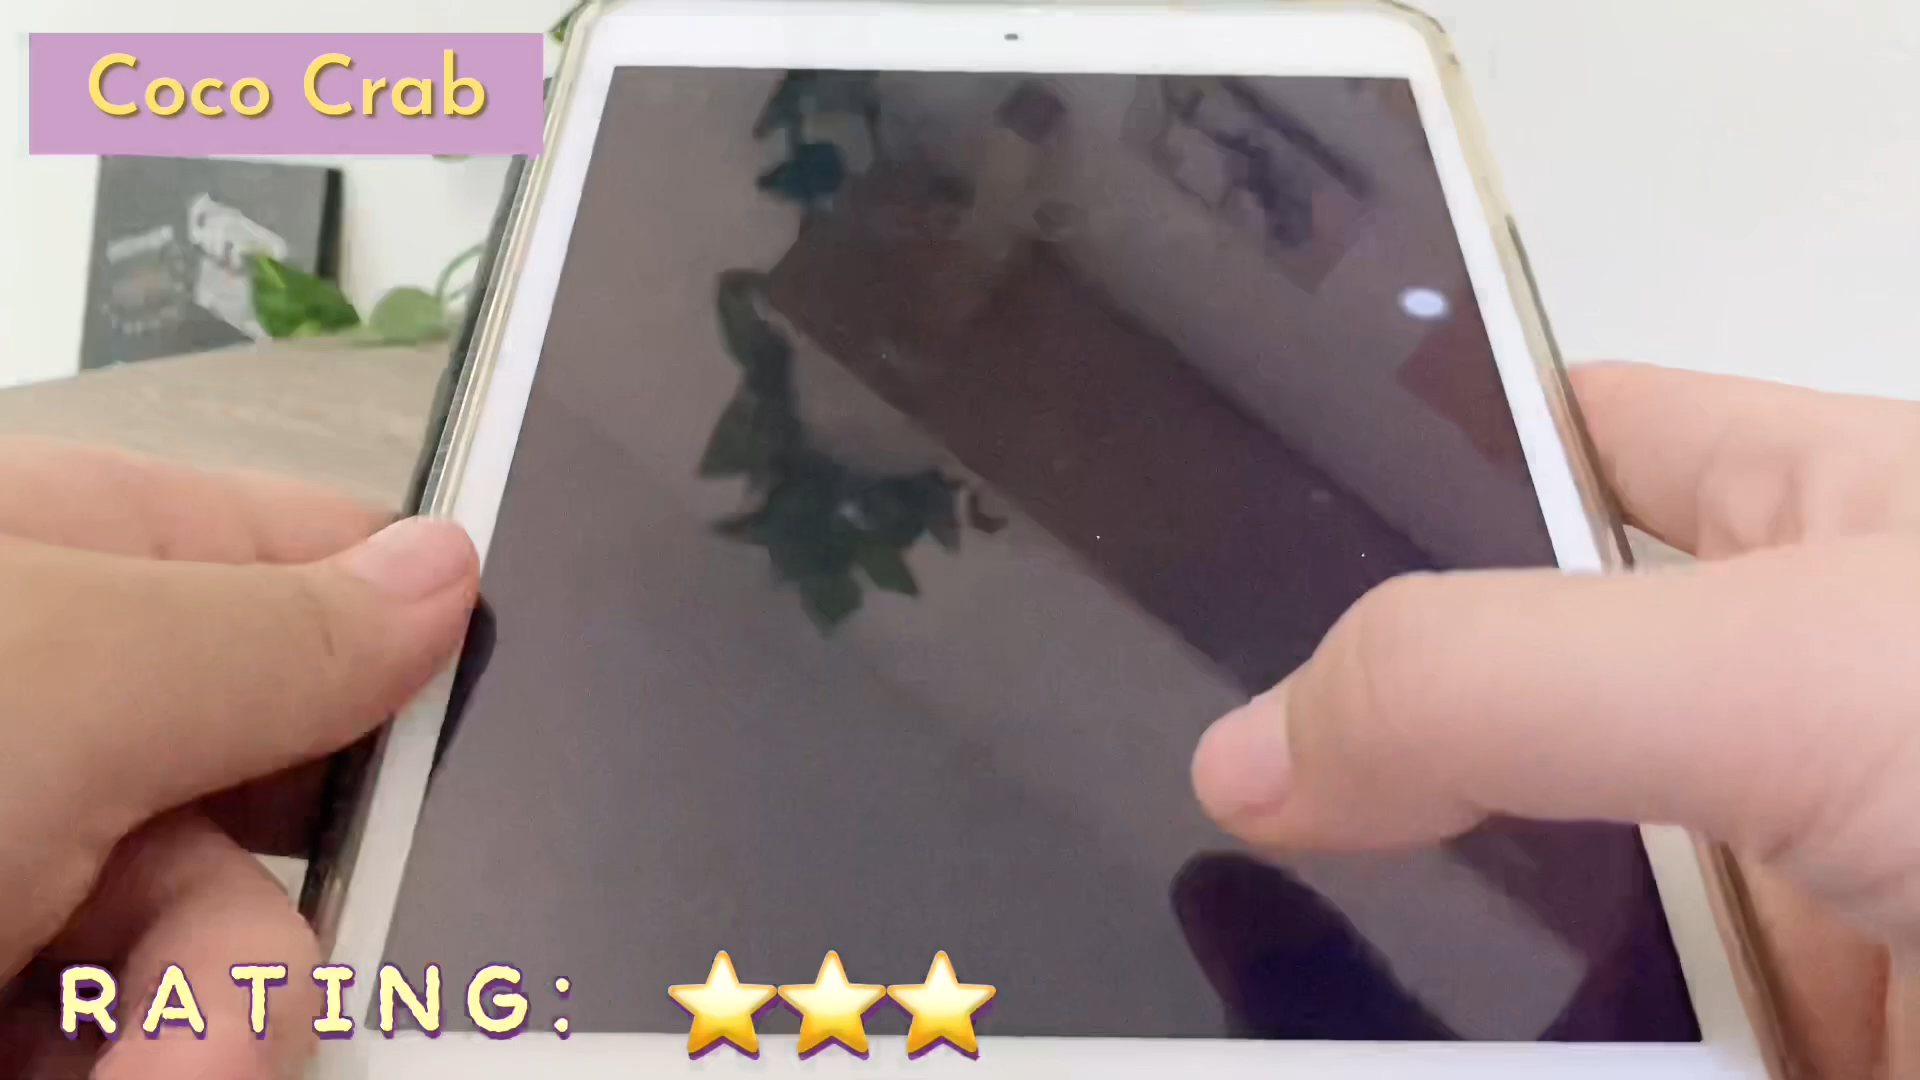 Coco Crab
RATING: ⭐⭐⭐